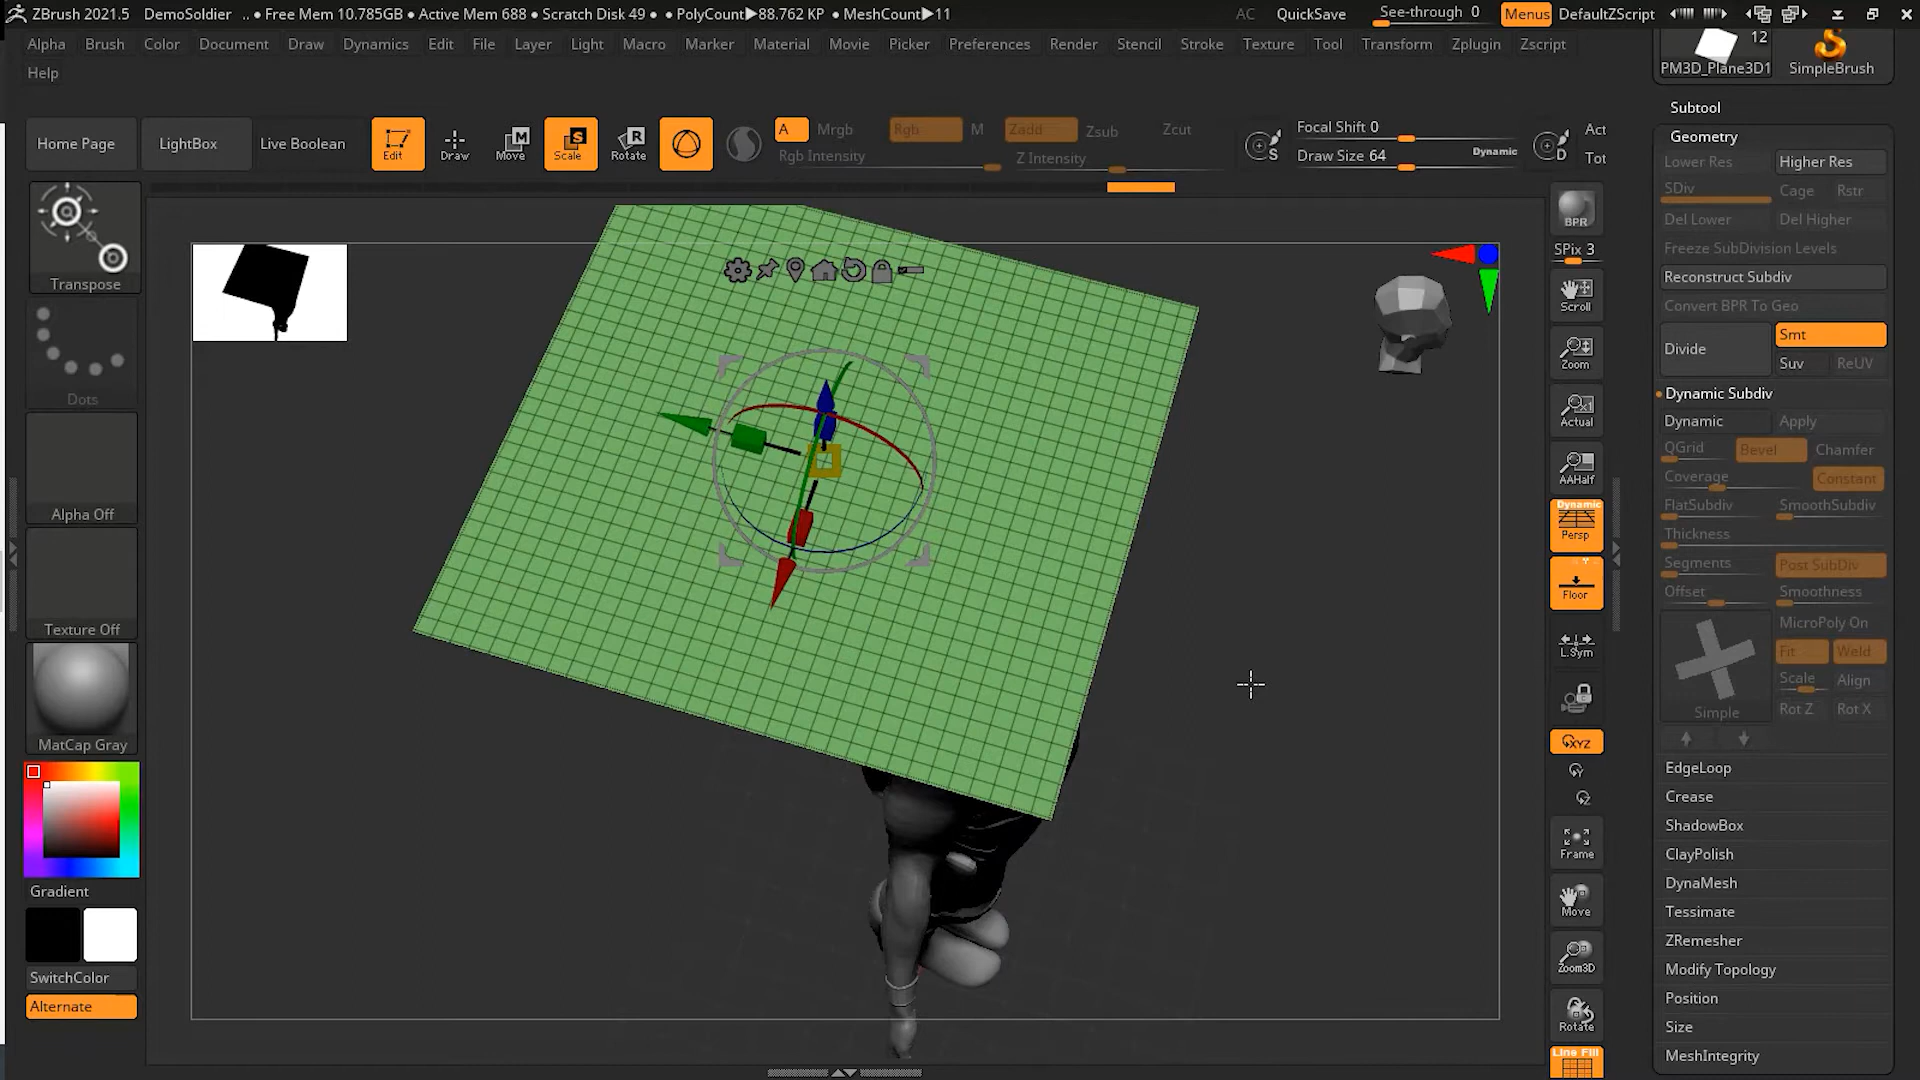 ZBrush 2021.5 DemoSoldier .. • Free Mem 10.785GB • Active Mem 688 • Scratch Disk 49 • • PolyCount▶88.762 KP • MeshCount▶11 AC QuickSave See-through 0 Menus DefaultZScript
Alpha Brush Color Document Draw Dynamics Edit File Layer Light Macro Marker Material Movie Picker Preferences Render Stencil Stroke Texture Tool Transform Zplugin Zscript
Help
12
PM3D_Plane3D1 SimpleBrush
Home Page LightBox Live Boolean Edit Draw Move Scale Rotate
M S R
A Mrgb Rgb M Zadd Zsub Zcut
Rgb Intensity Z Intensity
S Focal Shift 0
Draw Size 64 Dynamic
D Act
Tot
Transpose
Dots
Alpha Off
Texture Off
MatCap Gray
Gradient
SwitchColor
Alternate
BPR
SPix 3
Scroll
Zoom
Actual
AAHalf
Dynamic
Persp
Floor
L.Sym
XYZ
Frame
Move
Zoom3D
Rotate
Line Fill
Subtool
Geometry
Lower Res Higher Res
SDiv Cage Rstr
Del Lower Del Higher
Freeze SubDivision Levels
Reconstruct Subdiv
Convert BPR To Geo
Divide Smt
Suv ReUV
Dynamic Subdiv
Dynamic Apply
QGrid Bevel Chamfer
Coverage Constant
FlatSubdiv SmoothSubdiv
Thickness
Segments Post SubDiv
Offset Smoothness
MicroPoly On
Fit Weld
Scale Align
Simple Rot Z Rot X
EdgeLoop
Crease
ShadowBox
ClayPolish
DynaMesh
Tessimate
ZRemesher
Modify Topology
Position
Size
MeshIntegrity